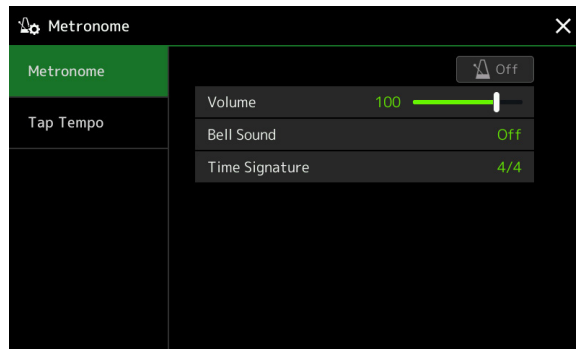 Metronome
Metronome
Off
Volume 100
Tap Tempo
Bell Sound Off
Time Signature 4/4